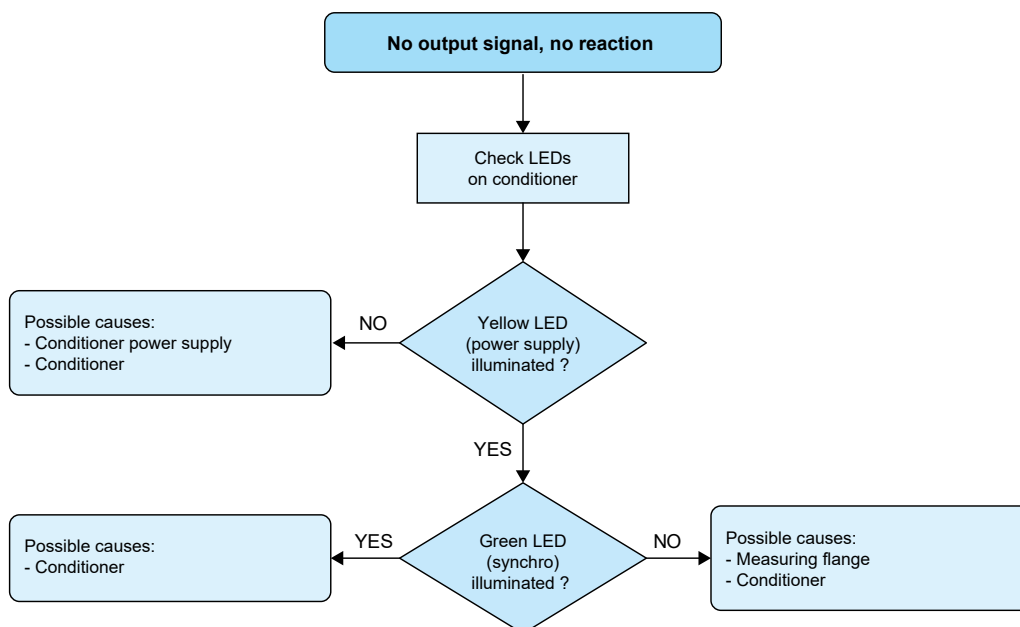 No output signal, no reaction
Check LEDs
on conditioner
Possible causes:
- Conditioner power supply
- Conditioner
NO
Yellow LED
(power supply)
illuminated ?
YES
Possible causes:
- Conditioner
YES
Green LED
(synchro)
illuminated ?
NO
Possible causes:
- Measuring flange
- Conditioner